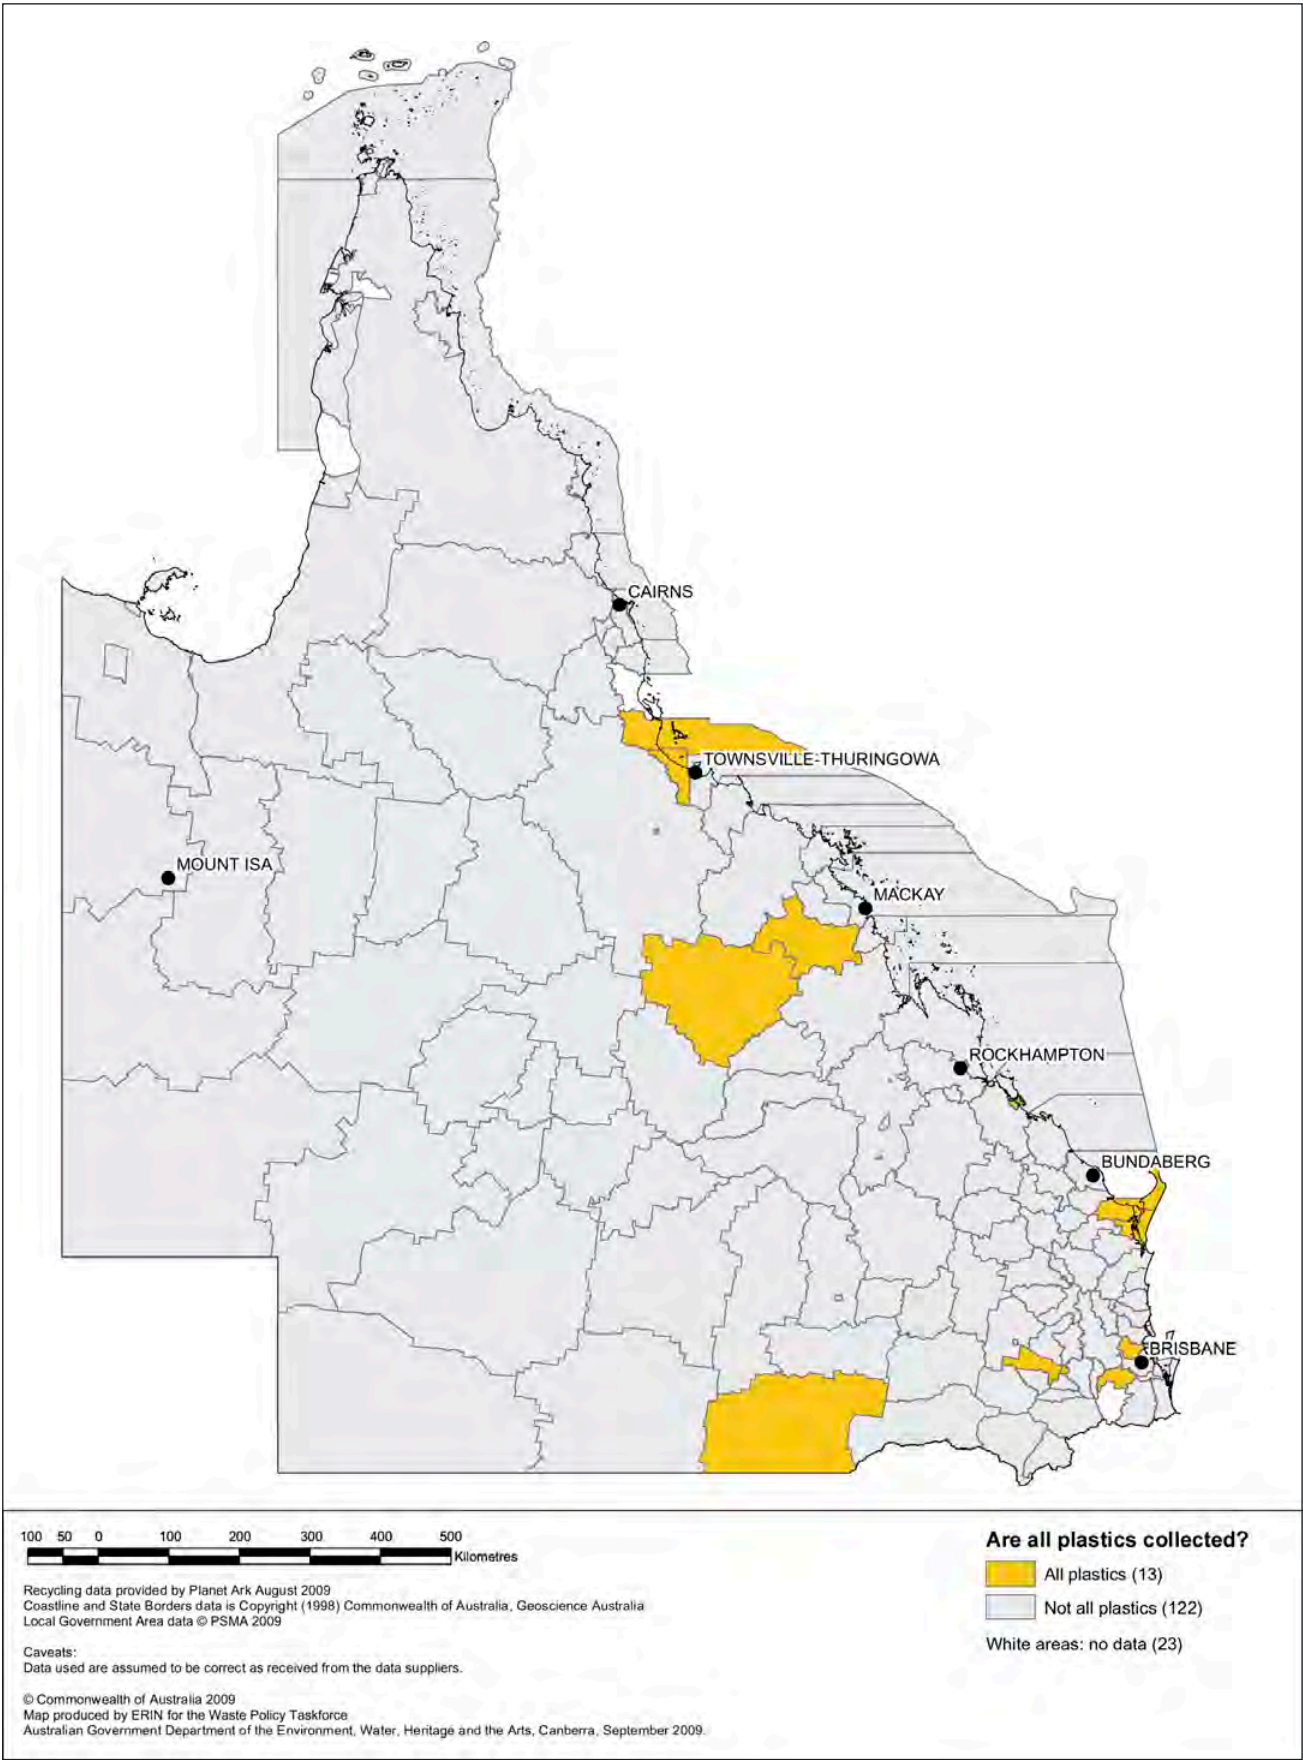 CAIRNS
TOWNSVILLE-THURINGOWA
MOUNT ISA
MACKAY
ROCKHAMPTON
BUNDABERG
BRISBANE
100 50 0 100 200 300 400 500
Kilometres
Recycling data provided by Planet Ark August 2009
Coastline and State Borders data is Copyright (1998) Commonwealth of Australia, Geoscience Australia
Local Government Area data © PSMA 2009
Caveats:
Data used are assumed to be correct as received from the data suppliers.
© Commonwealth of Australia 2009
Map produced by ERIN for the Waste Policy Taskforce
Australian Government Department of the Environment, Water, Heritage and the Arts, Canberra, September 2009.
Are all plastics collected?
All plastics (13)
Not all plastics (122)
White areas: no data (23)